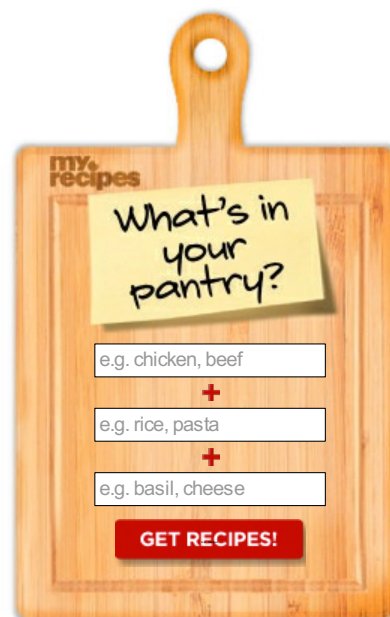 my
recipes
What's in
your
pantry?
e.g. chicken, beef
+
e.g. rice, pasta
+
e.g. basil, cheese
GET RECIPES!